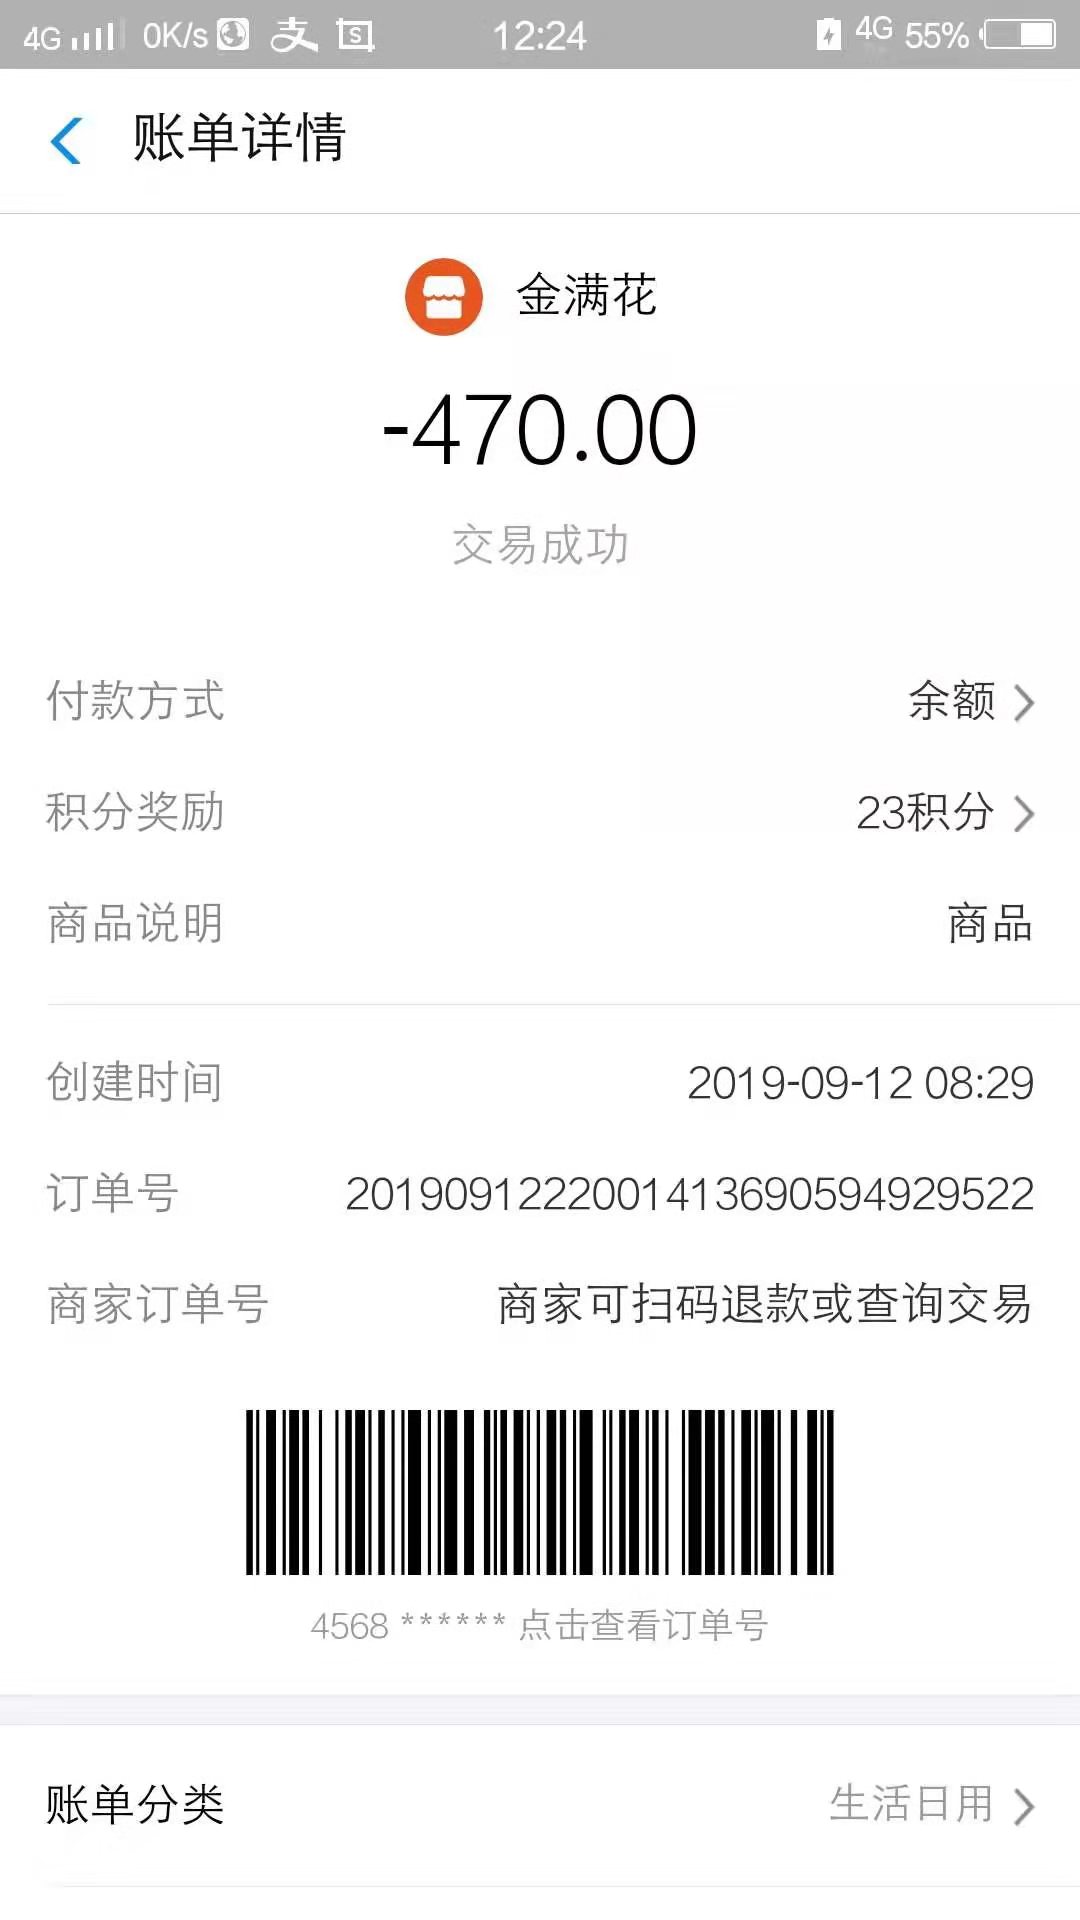 4G 0K/s 支 S 12:24 4G 55%
账单详情
金满花
-470.00
交易成功
付款方式 余额
积分奖励 23积分
商品说明 商品
创建时间 2019-09-12 08:29
订单号 2019091222001413690594929522
商家订单号 商家可扫码退款或查询交易
4568 ****** 点击查看订单号
账单分类 生活日用